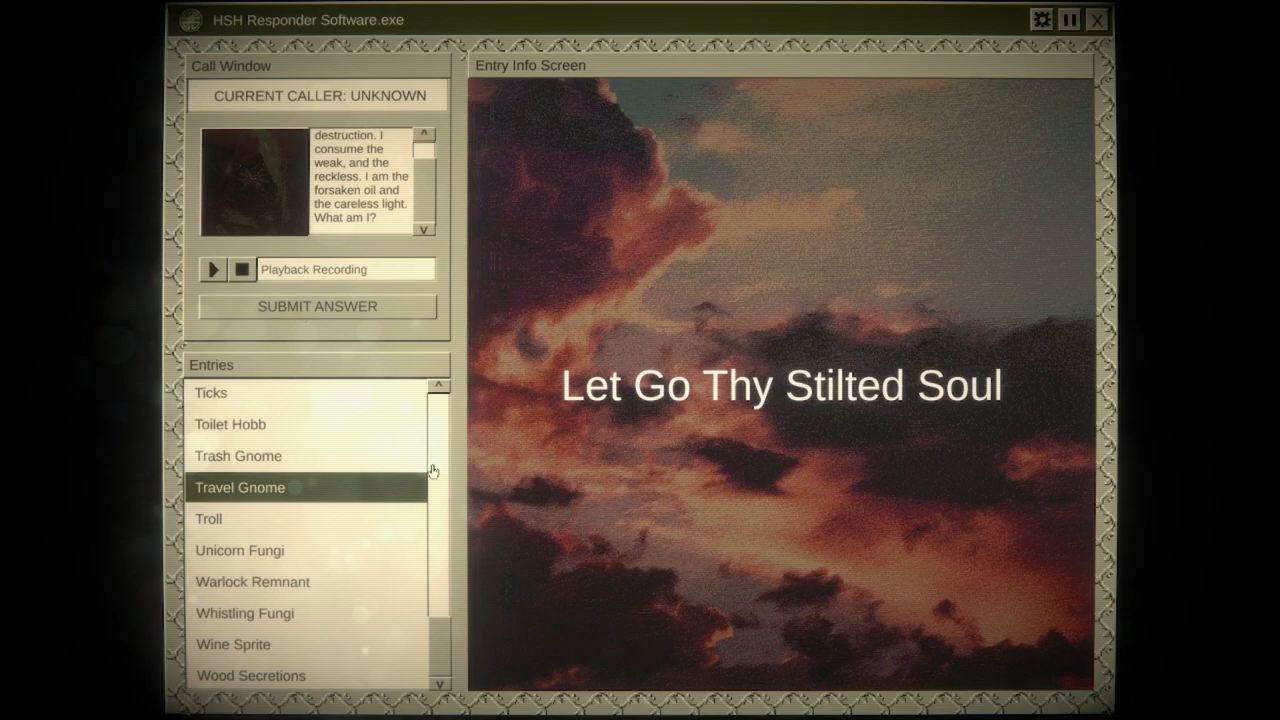 HSH Responder Software.exe
X
Call Window
Entry Info Screen
CURRENT CALLER: UNKNOWN
destruction. I
consume the
weak, and the
reckless. I am the
forsaken oil and
the careless light.
What am I?
Playback Recording
SUBMIT ANSWER
Entries
Ticks
Toilet Hobb
Trash Gnome
Travel Gnome
Troll
Unicorn Fungi
Warlock Remnant
Whistling Fungi
Wine Sprite
Wood Secretions
Let Go Thy Stilted Soul